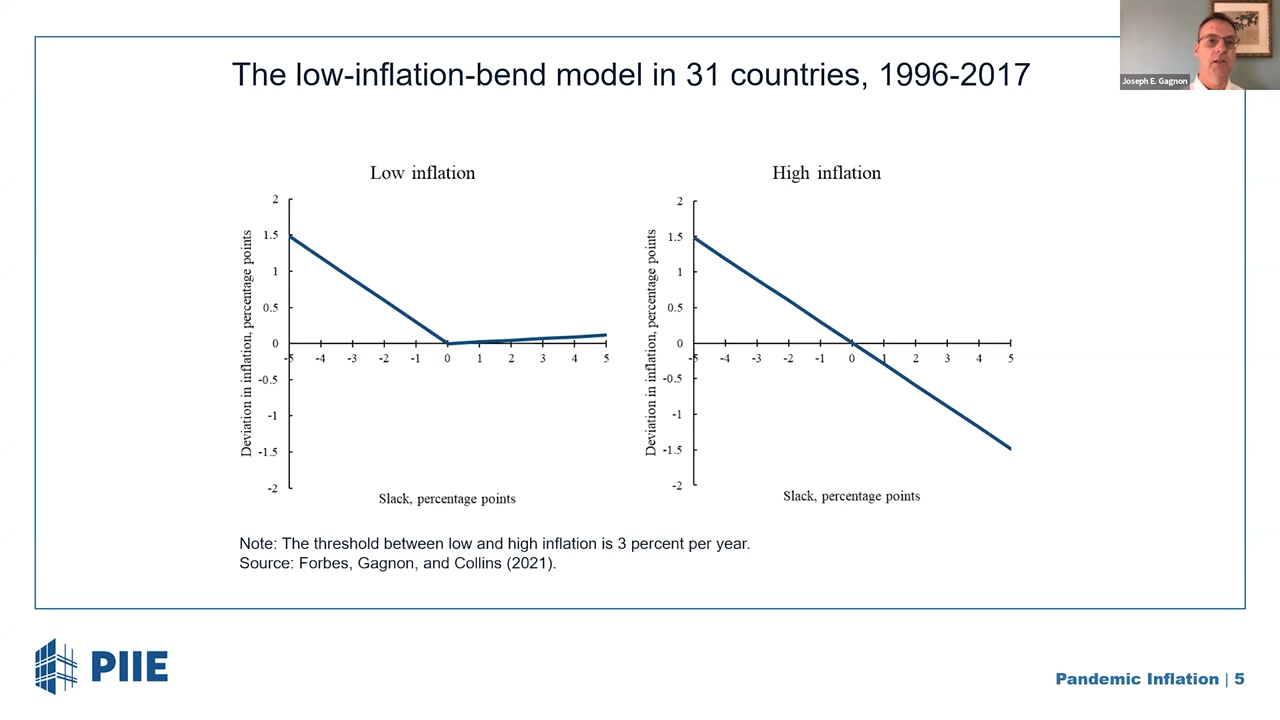 The low-inflation-bend model in 31 countries, 1996-2017
Joseph E. Gagnon
Low inflation
Deviation in inflation, percentage points
2
1.5
1
0.5
0
-0.5
-1
-1.5
-2
-5 -4 -3 -2 -1 0 1 2 3 4 5
Slack, percentage points
High inflation
Deviation in inflation, percentage points
2
1.5
1
0.5
0
-0.5
-1
-1.5
-2
-5 -4 -3 -2 -1 0 1 2 3 4 5
Slack, percentage points
Note: The threshold between low and high inflation is 3 percent per year.
Source: Forbes, Gagnon, and Collins (2021).
PIIE
Pandemic Inflation | 5